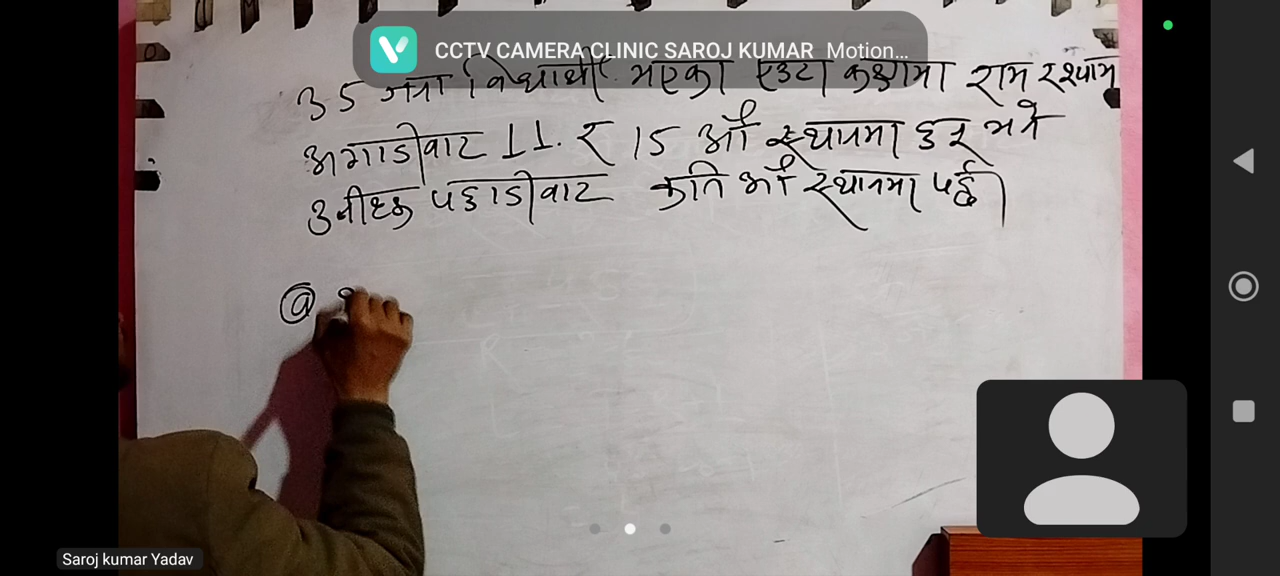 CCTV CAMERA CLINIC SAROJ KUMAR Motion...
35 जना विद्यार्थी भएका एउटा कक्षामा राम र श्याम
अगाडीबाट 11. र 15 औं स्थानमा छन् भने
उनीहरू पछाडीबाट कति औं स्थानमा पर्छ।
@
Saroj kumar Yadav